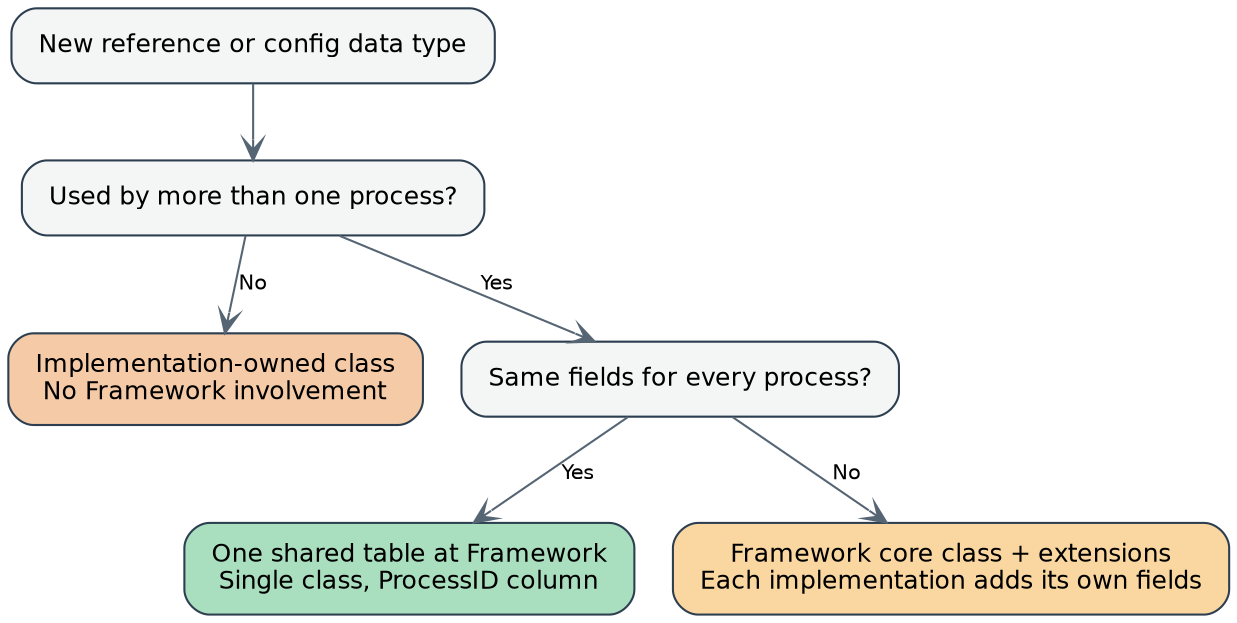 New reference or config data type
Used by more than one process?
No
Yes
Implementation-owned class
No Framework involvement
Same fields for every process?
Yes
No
One shared table at Framework
Single class, ProcessID column
Framework core class + extensions
Each implementation adds its own fields